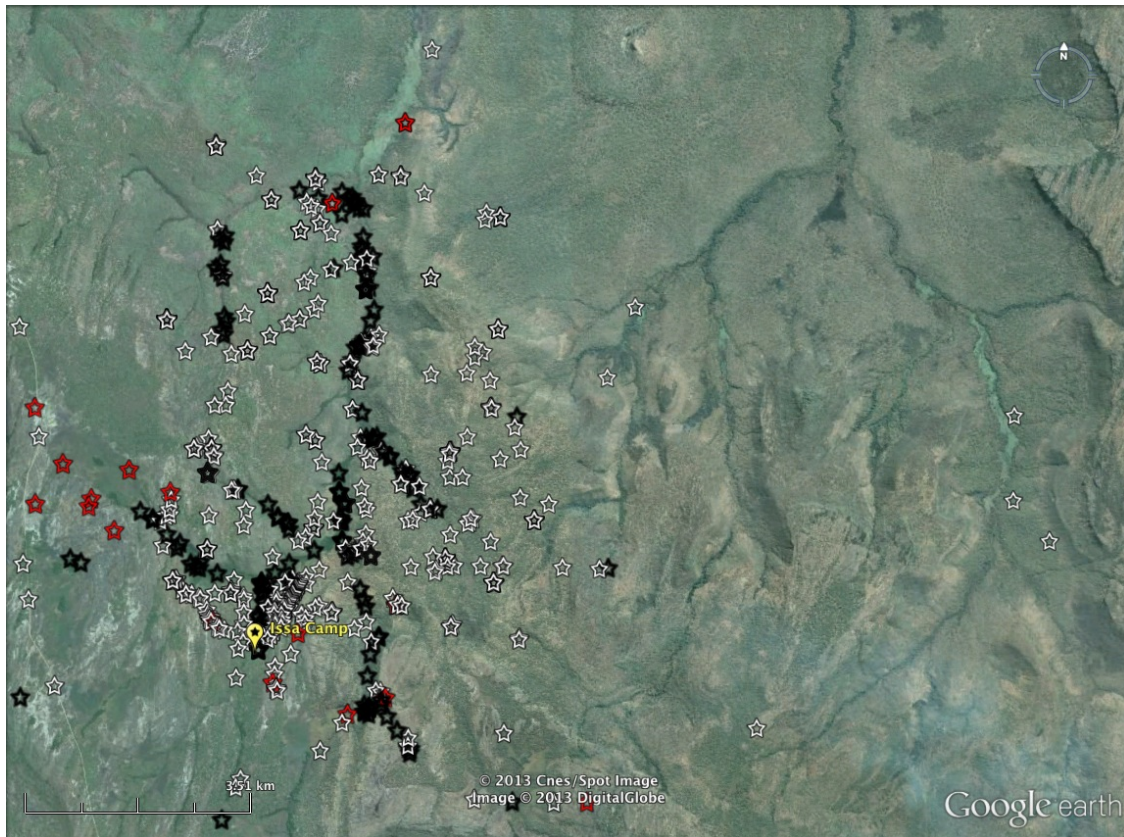 N
Issa Camp
3.51 km
© 2013 Cnes/Spot Image
Image © 2013 DigitalGlobe
Google earth